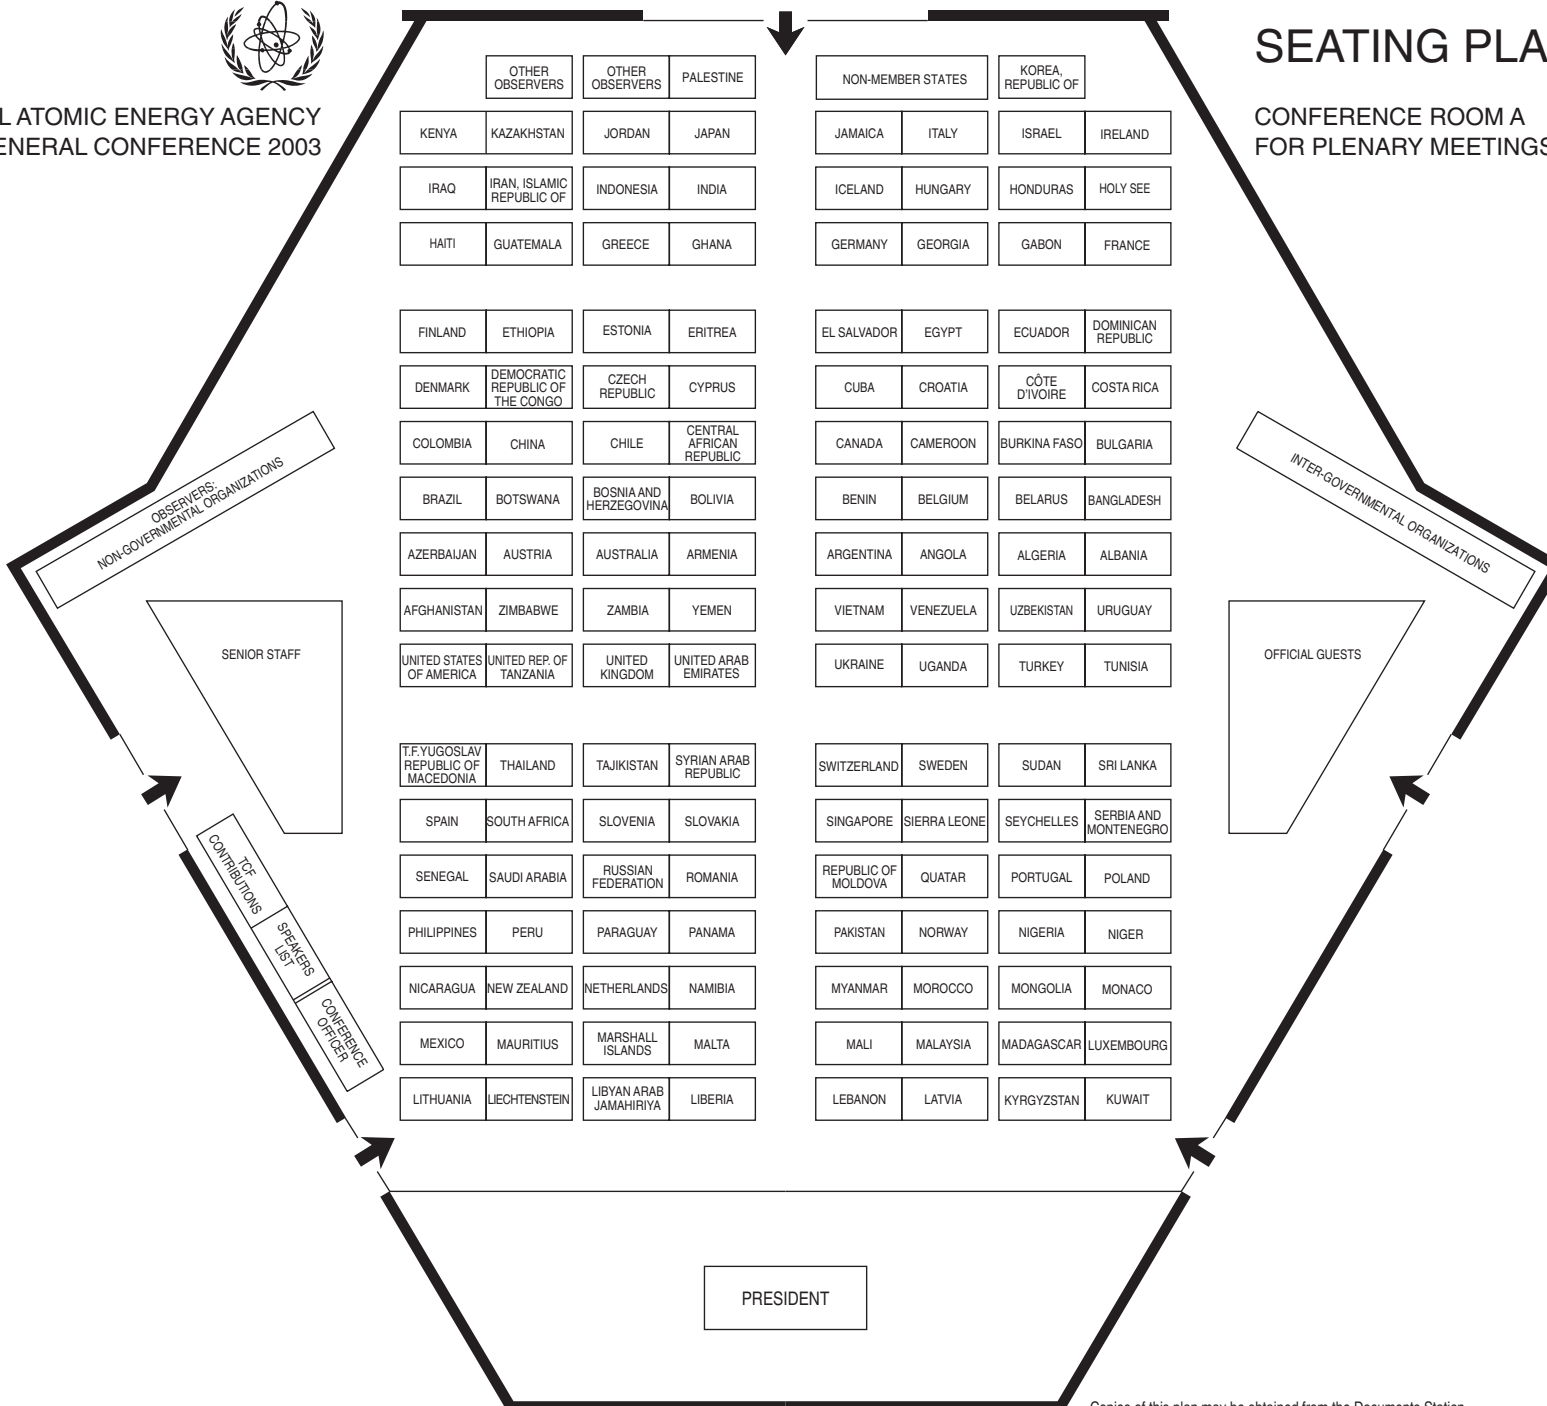 SEATING PLA
L ATOMIC ENERGY AGENCY
ENERAL CONFERENCE 2003
CONFERENCE ROOM A
FOR PLENARY MEETINGS
OTHER
OBSERVERS
OTHER
OBSERVERS
PALESTINE
NON-MEMBER STATES
KOREA,
REPUBLIC OF
KENYA
KAZAKHSTAN
JORDAN
JAPAN
JAMAICA
ITALY
ISRAEL
IRELAND
IRAQ
IRAN, ISLAMIC
REPUBLIC OF
INDONESIA
INDIA
ICELAND
HUNGARY
HONDURAS
HOLY SEE
HAITI
GUATEMALA
GREECE
GHANA
GERMANY
GEORGIA
GABON
FRANCE
FINLAND
ETHIOPIA
ESTONIA
ERITREA
EL SALVADOR
EGYPT
ECUADOR
DOMINICAN
REPUBLIC
DENMARK
DEMOCRATIC
REPUBLIC OF
THE CONGO
CZECH
REPUBLIC
CYPRUS
CUBA
CROATIA
CÔTE
D'IVOIRE
COSTA RICA
COLOMBIA
CHINA
CHILE
CENTRAL
AFRICAN
REPUBLIC
CANADA
CAMEROON
BURKINA FASO
BULGARIA
OBSERVERS:
NON-GOVERNMENTAL ORGANIZATIONS
INTER-GOVERNMENTAL ORGANIZATIONS
BRAZIL
BOTSWANA
BOSNIA AND
HERZEGOVINA
BOLIVIA
BENIN
BELGIUM
BELARUS
BANGLADESH
AZERBAIJAN
AUSTRIA
AUSTRALIA
ARMENIA
ARGENTINA
ANGOLA
ALGERIA
ALBANIA
AFGHANISTAN
ZIMBABWE
ZAMBIA
YEMEN
VIETNAM
VENEZUELA
UZBEKISTAN
URUGUAY
SENIOR STAFF
UNITED STATES
OF AMERICA
UNITED REP. OF
TANZANIA
UNITED
KINGDOM
UNITED ARAB
EMIRATES
UKRAINE
UGANDA
TURKEY
TUNISIA
OFFICIAL GUESTS
T.F.YUGOSLAV
REPUBLIC OF
MACEDONIA
THAILAND
TAJIKISTAN
SYRIAN ARAB
REPUBLIC
SWITZERLAND
SWEDEN
SUDAN
SRI LANKA
SPAIN
SOUTH AFRICA
SLOVENIA
SLOVAKIA
SINGAPORE
SIERRA LEONE
SEYCHELLES
SERBIA AND
MONTENEGRO
TCF
CONTRIBUTIONS
SENEGAL
SAUDI ARABIA
RUSSIAN
FEDERATION
ROMANIA
REPUBLIC OF
MOLDOVA
QUATAR
PORTUGAL
POLAND
SPEAKERS
LIST
PHILIPPINES
PERU
PARAGUAY
PANAMA
PAKISTAN
NORWAY
NIGERIA
NIGER
NICARAGUA
NEW ZEALAND
NETHERLANDS
NAMIBIA
MYANMAR
MOROCCO
MONGOLIA
MONACO
CONFERENCE
OFFICER
MEXICO
MAURITIUS
MARSHALL
ISLANDS
MALTA
MALI
MALAYSIA
MADAGASCAR
LUXEMBOURG
LITHUANIA
LIECHTENSTEIN
LIBYAN ARAB
JAMAHIRIYA
LIBERIA
LEBANON
LATVIA
KYRGYZSTAN
KUWAIT
PRESIDENT
Copies of this plan may be obtained from the Documents Station